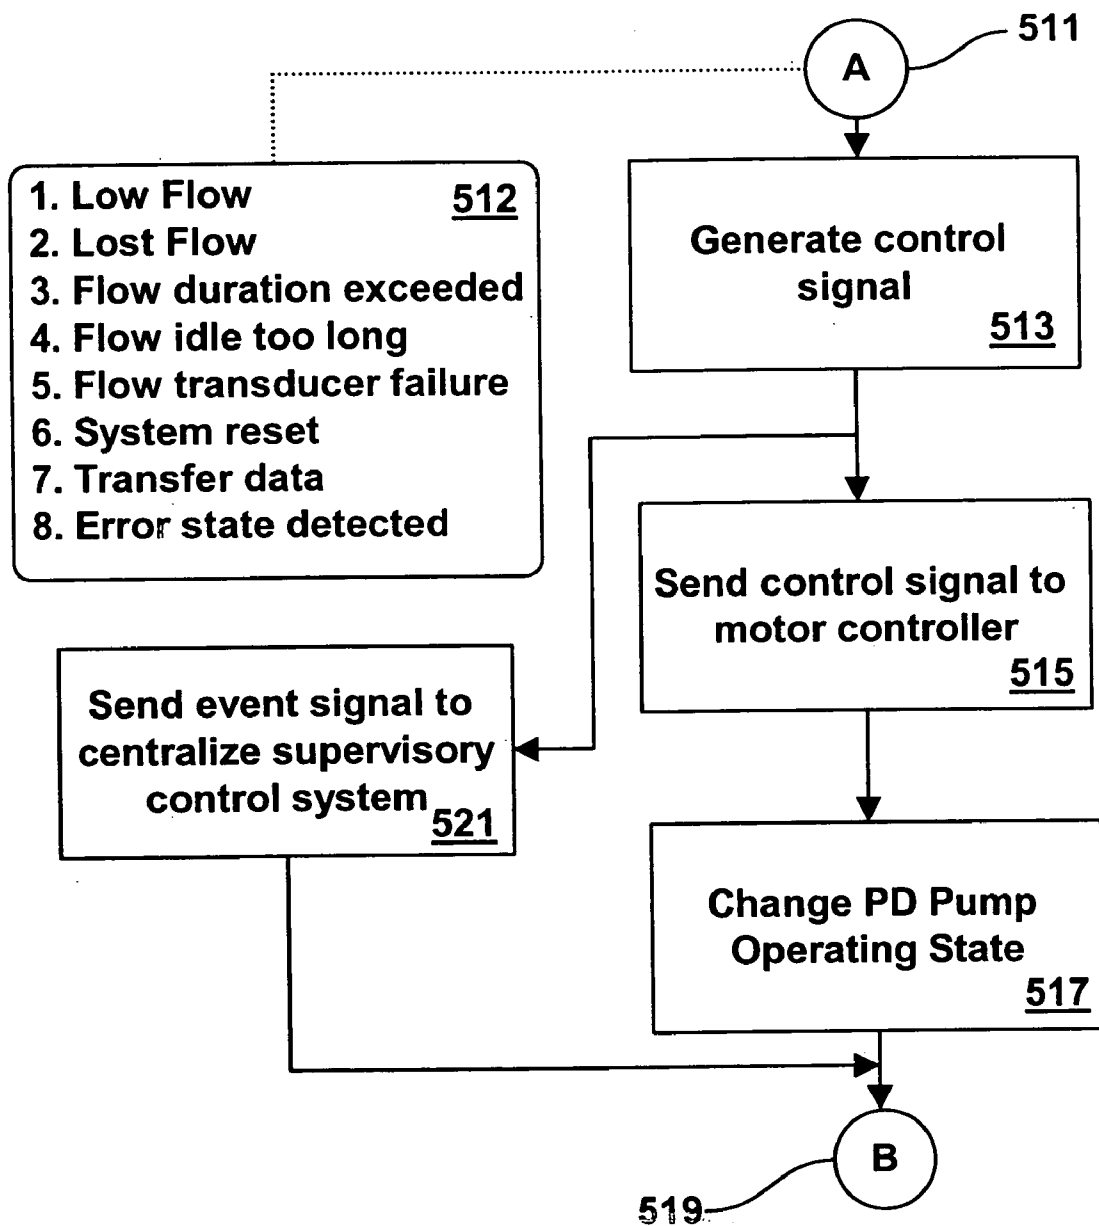 511
A
1. Low Flow
512
2. Lost Flow
3. Flow duration exceeded
4. Flow idle too long
5. Flow transducer failure
6. System reset
7. Transfer data
8. Error state detected
Generate control
signal
513
Send control signal to
motor controller
515
Send event signal to
centralize supervisory
control system
521
Change PD Pump
Operating State
517
B
519